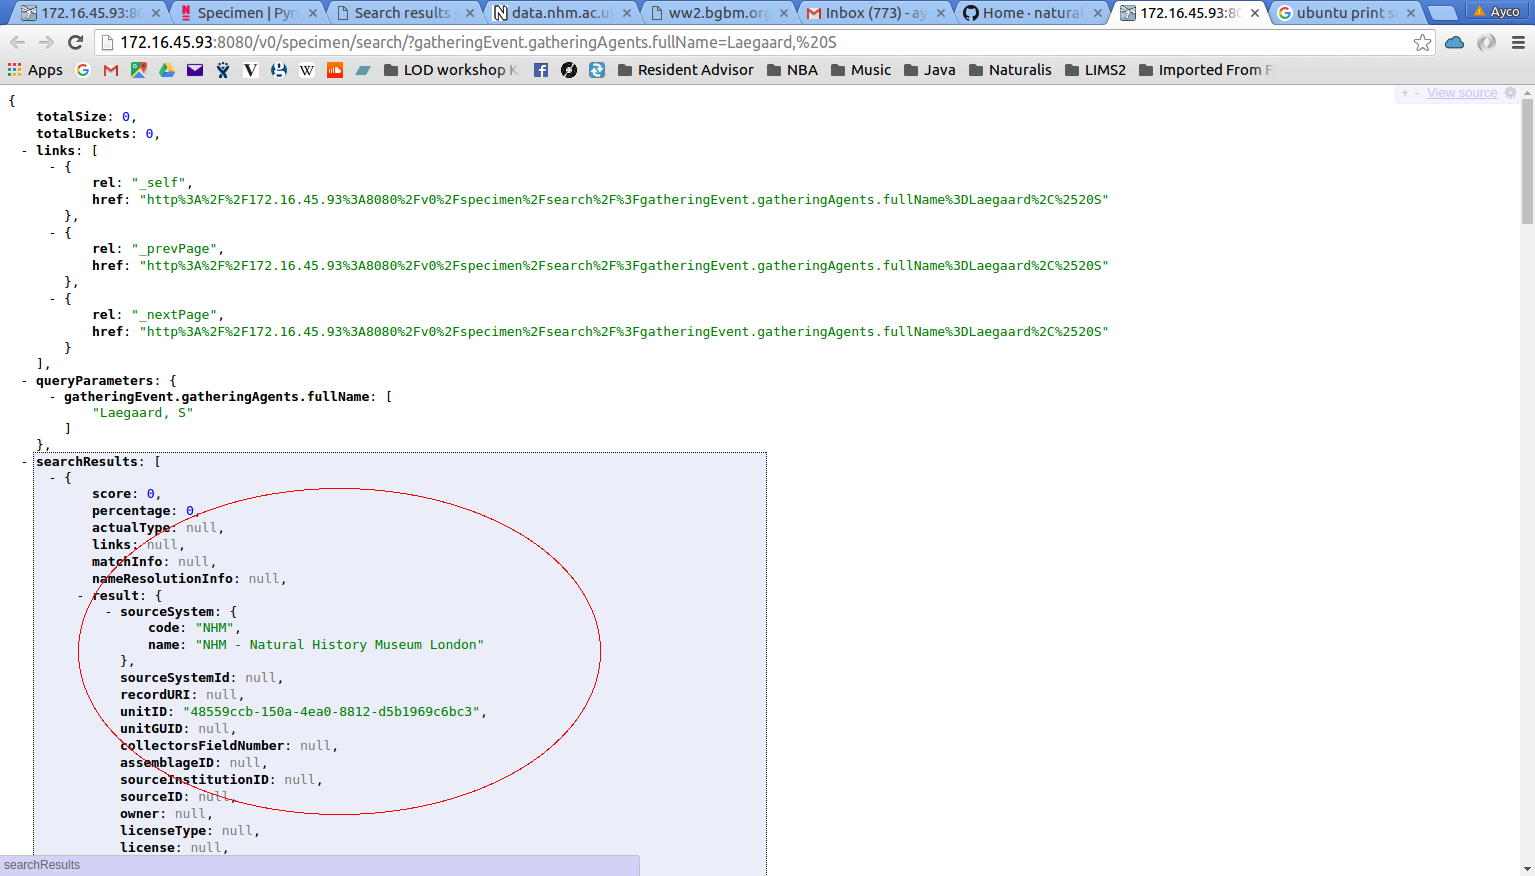 172.16.45.93:80
Specimen | Pyr
Search results
data.nhm.ac.u
ww2.bgbm.org
Inbox (773) - ay
Home · natural
172.16.45.93:80
ubuntu print s
Ayco
172.16.45.93:8080/v0/specimen/search/?gatheringEvent.gatheringAgents.fullName=Laegaard,%20S
Apps
LOD workshop K
Resident Advisor
NBA
Music
Java
Naturalis
LIMS2
Imported From F
+ - View source
{
totalSize: 0,
totalBuckets: 0,
- links: [
- {
rel: "_self",
href: "http%3A%2F%2F172.16.45.93%3A8080%2Fv0%2Fspecimen%2Fsearch%2F%3FgatheringEvent.gatheringAgents.fullName%3DLaegaard%2C%2520S"
},
- {
rel: "_prevPage",
href: "http%3A%2F%2F172.16.45.93%3A8080%2Fv0%2Fspecimen%2Fsearch%2F%3FgatheringEvent.gatheringAgents.fullName%3DLaegaard%2C%2520S"
},
- {
rel: "_nextPage",
href: "http%3A%2F%2F172.16.45.93%3A8080%2Fv0%2Fspecimen%2Fsearch%2F%3FgatheringEvent.gatheringAgents.fullName%3DLaegaard%2C%2520S"
}
],
- queryParameters: {
- gatheringEvent.gatheringAgents.fullName: [
"Laegaard, S"
]
},
- searchResults: [
- {
score: 0,
percentage: 0,
actualType: null,
links: null,
matchInfo: null,
nameResolutionInfo: null,
- result: {
- sourceSystem: {
code: "NHM",
name: "NHM - Natural History Museum London"
},
sourceSystemId: null,
recordURI: null,
unitID: "48559ccb-150a-4ea0-8812-d5b1969c6bc3",
unitGUID: null,
collectorsFieldNumber: null,
assemblageID: null,
sourceInstitutionID: null,
sourceID: null,
owner: null,
licenseType: null,
license: null,
searchResults